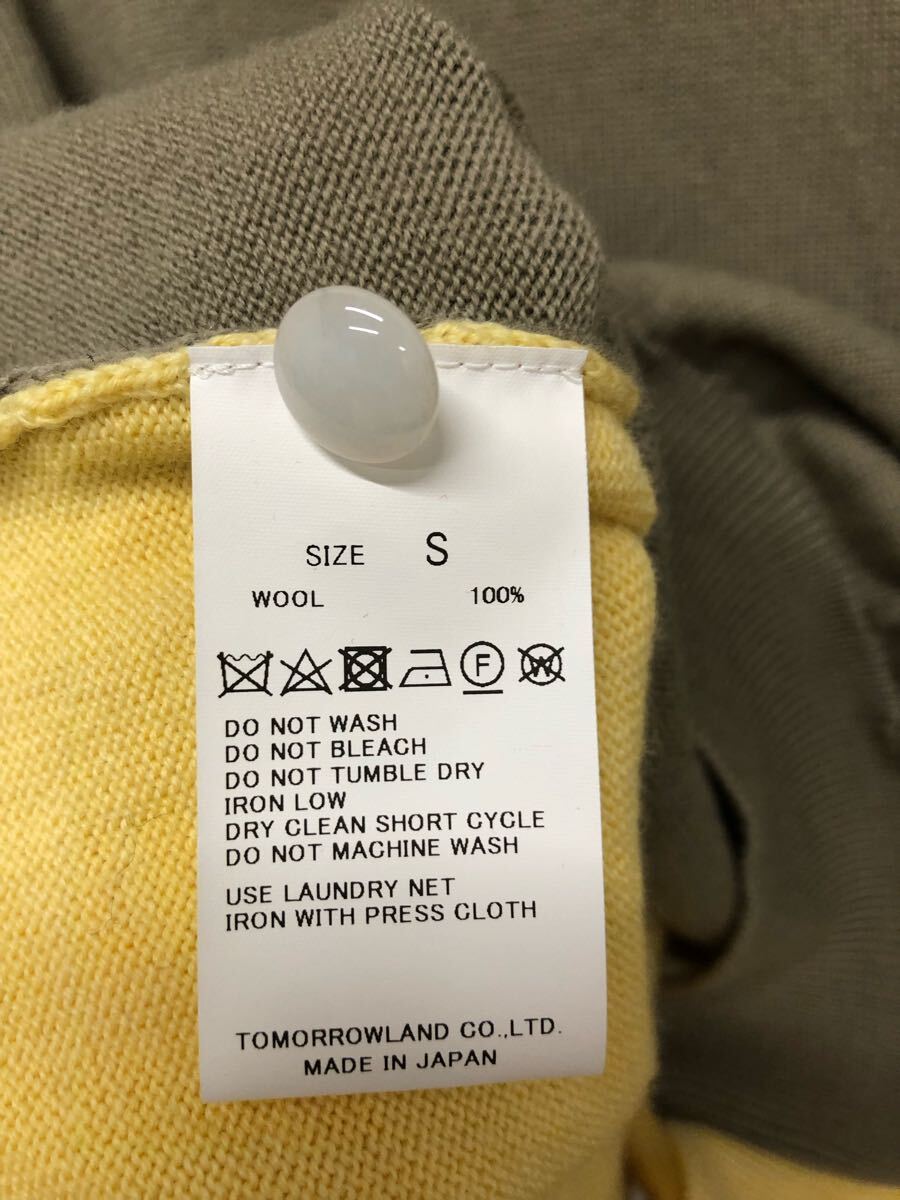 SIZE S
WOOL 100%
F W
DO NOT WASH
DO NOT BLEACH
DO NOT TUMBLE DRY
IRON LOW
DRY CLEAN SHORT CYCLE
DO NOT MACHINE WASH
USE LAUNDRY NET
IRON WITH PRESS CLOTH
TOMORROWLAND CO.,LTD.
MADE IN JAPAN